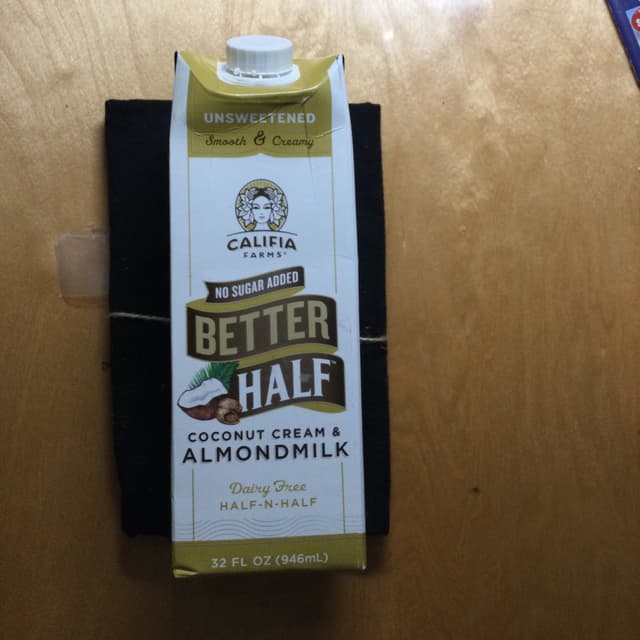 UNSWEETENED
Smooth & Creamy
CALIFIA
FARMS®
NO SUGAR ADDED
BETTER
HALF™
COCONUT CREAM &
ALMONDMILK
Dairy Free
HALF-N-HALF
32 FL OZ (946mL)